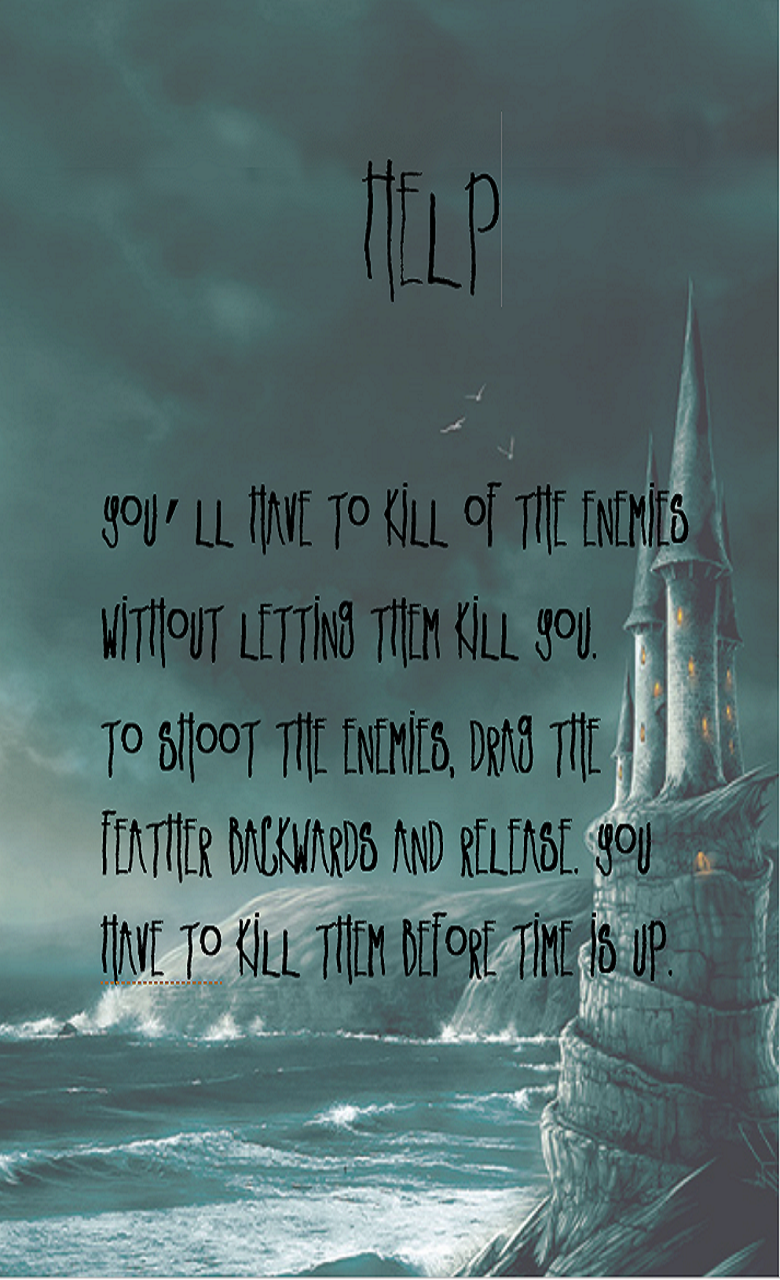 HELP
YOU' LL HAVE TO KILL OF THE ENEMIES
WITHOUT LETTING THEM KILL YOU.
TO SHOOT THE ENEMIES, DRAG THE
FEATHER BACKWARDS AND RELEASE. YOU
HAVE TO KILL THEM BEFORE TIME IS UP.